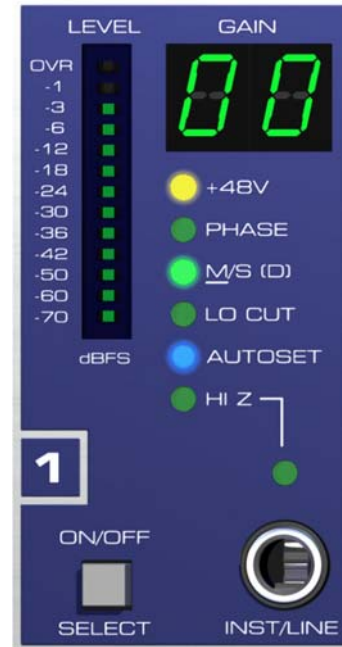 LEVEL
GAIN
00
OVR
-1
-3
-6
-12
-18
-24
-30
-36
-42
-50
-60
-70
dBFS
+48V
PHASE
M/S (D)
LO CUT
AUTOSET
HI Z
1
ON/OFF
SELECT
INST/LINE